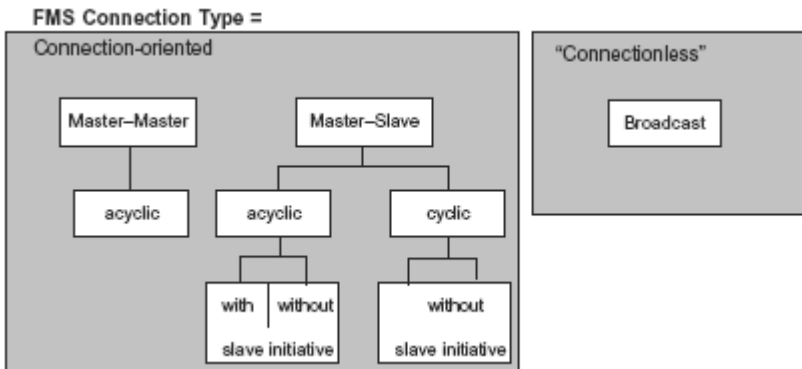 FMS Connection Type =
Connection-oriented
"Connectionless"
Master–Master
Master–Slave
Broadcast
acyclic
acyclic
cyclic
with without
slave initiative
without
slave initiative